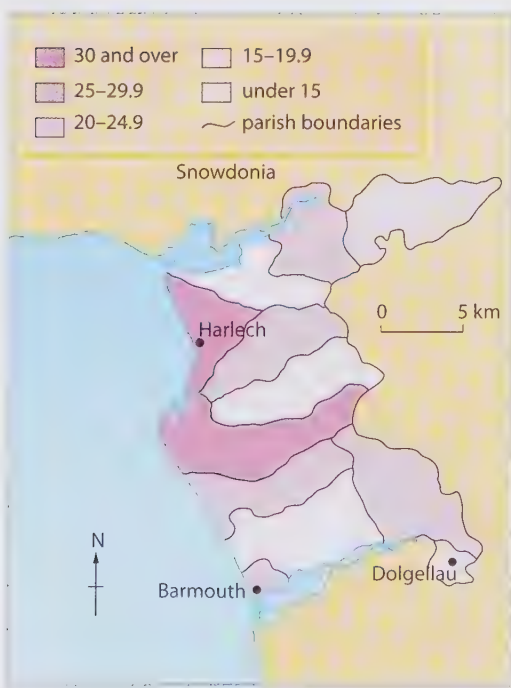 30 and over
15–19.9
25–29.9
under 15
20–24.9
parish boundaries
Snowdonia
0 5 km
Harlech
N
Barmouth
Dolgellau